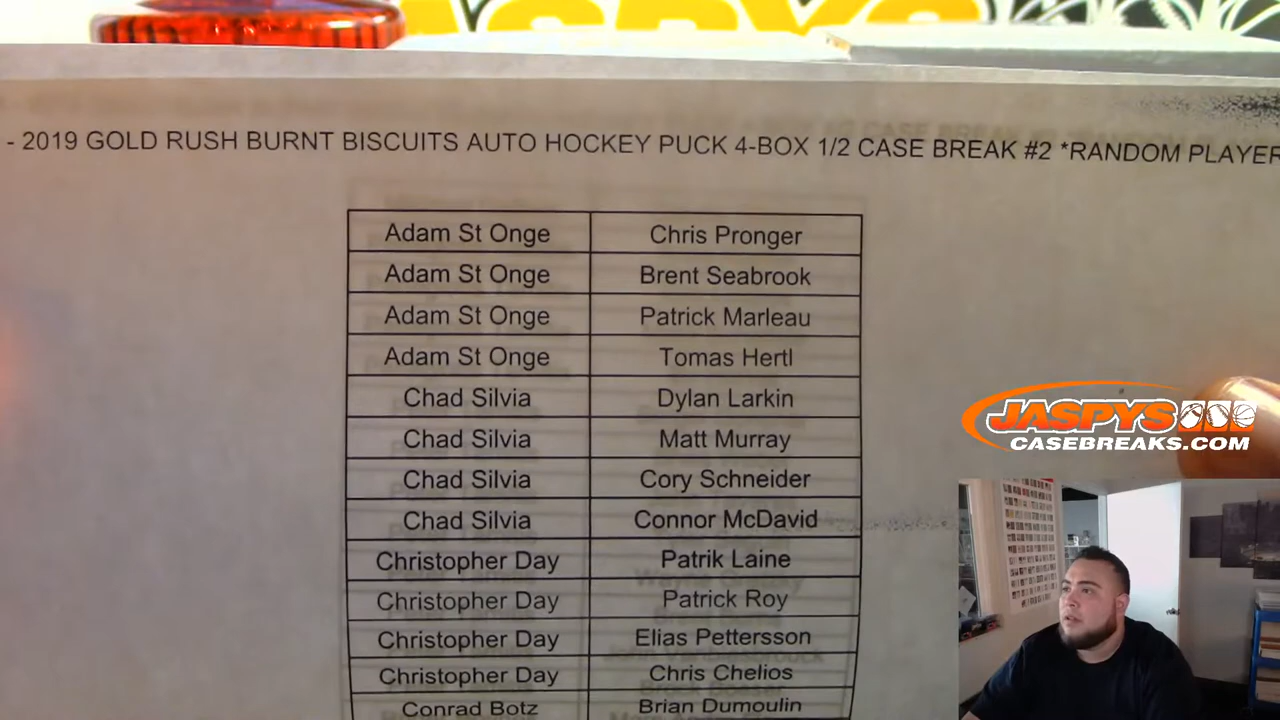 JASPYS
- 2019 GOLD RUSH BURNT BISCUITS AUTO HOCKEY PUCK 4-BOX 1/2 CASE BREAK #2 *RANDOM PLAYER
Adam St Onge Chris Pronger
Adam St Onge Brent Seabrook
Adam St Onge Patrick Marleau
Adam St Onge Tomas Hertl
Chad Silvia Dylan Larkin
Chad Silvia Matt Murray
Chad Silvia Cory Schneider
Chad Silvia Connor McDavid
Christopher Day Patrik Laine
Christopher Day Patrick Roy
Christopher Day Elias Pettersson
Christopher Day Chris Chelios
Conrad Botz Brian Dumoulin
JASPYS
CASEBREAKS.COM